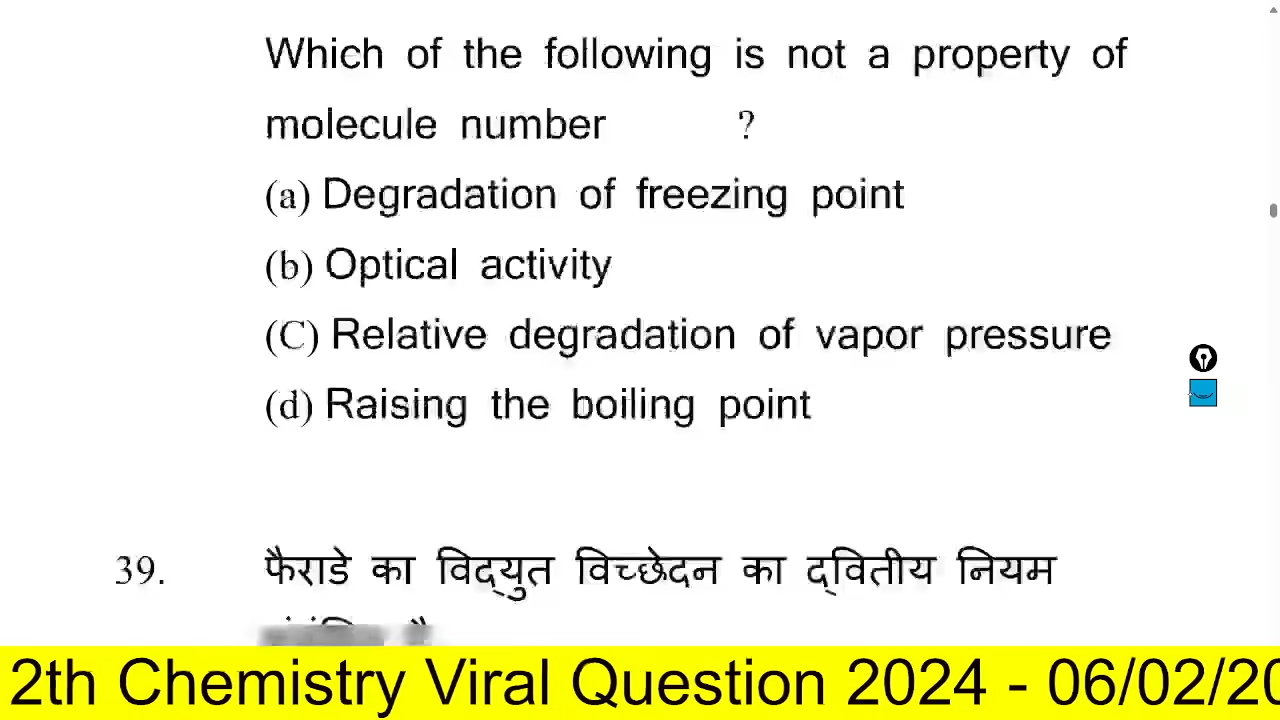 Which of the following is not a property of
molecule number ?
(a) Degradation of freezing point
(b) Optical activity
(C) Relative degradation of vapor pressure
(d) Raising the boiling point
39. फैराडे का विद्युत विच्छेदन का द्वितीय नियम
है
2th Chemistry Viral Question 2024 - 06/02/20